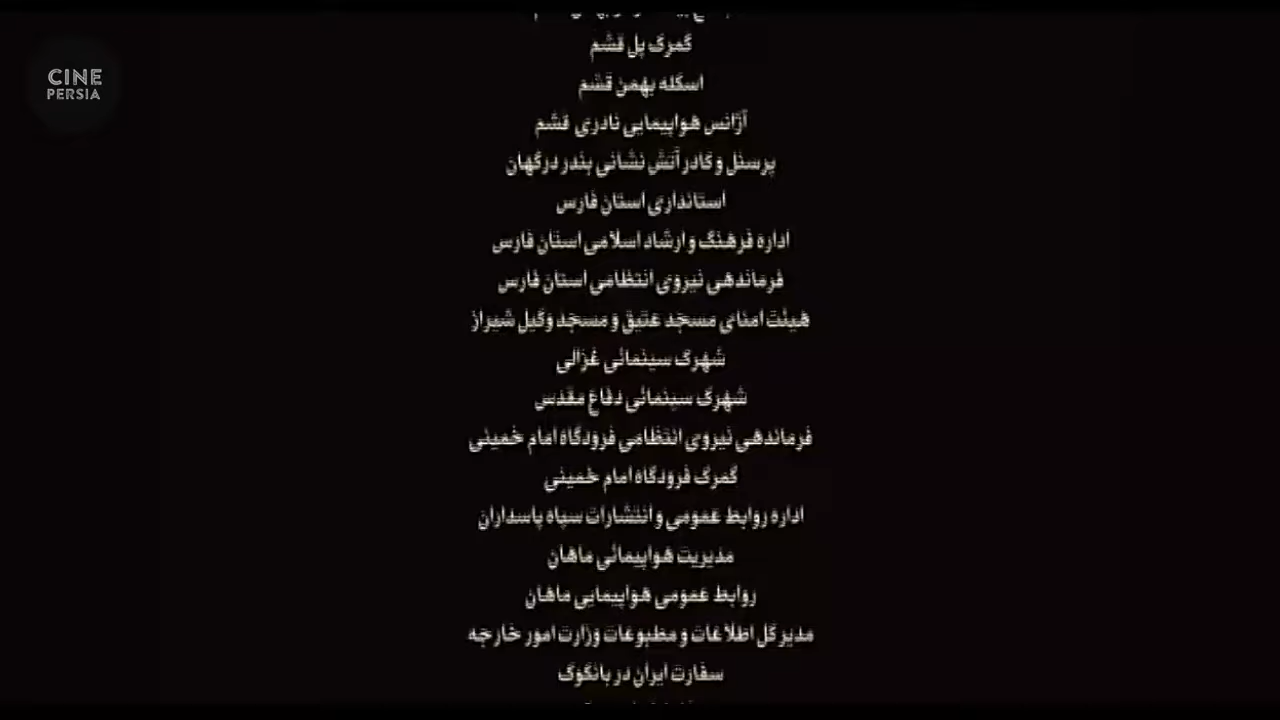 CINE
PERSIA
گمرک پل قشم
اسکله بهمن قشم
آژانس هواپیمایی نادری قشم
پرسنل و کادر آتش نشانی بندر درگهان
استانداری استان فارس
اداره فرهنگ و ارشاد اسلامی استان فارس
فرماندهی نیروی انتظامی استان فارس
هیئت امنای مسجد عتیق و مسجد وکیل شیراز
شهرک سینمائی غزالی
شهرک سینمائی دفاع مقدس
فرماندهی نیروی انتظامی فرودگاه امام خمینی
گمرک فرودگاه امام خمینی
اداره روابط عمومی و انتشارات سپاه پاسداران
مدیریت هواپیمائی ماهان
روابط عمومی هواپیمایی ماهان
مدیر کل اطلاعات و مطبوعات وزارت امور خارجه
سفارت ایران در بانکوک